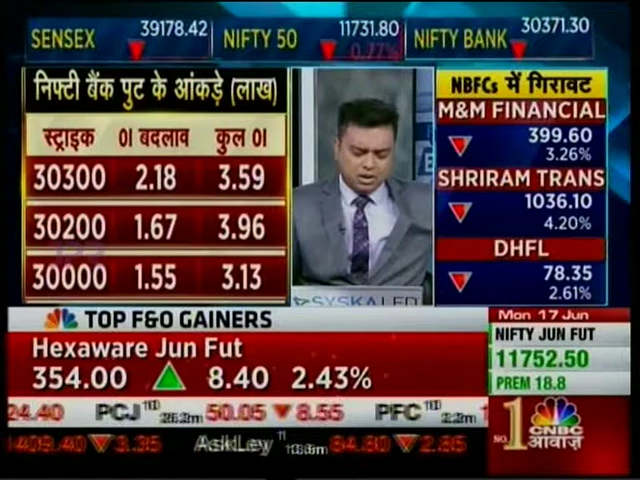 SENSEX 39178.42
NIFTY 50 11731.80
0.77%
NIFTY BANK 30371.30
निफ्टी बैंक पुट के आंकड़े (लाख)
स्ट्राइक OI बदलाव कुल OI
30300 2.18 3.59
30200 1.67 3.96
30000 1.55 3.13
NBFCs में गिरावट
M&M FINANCIAL
399.60
3.26%
SHRIRAM TRANS
1036.10
4.20%
DHFL
78.35
2.61%
SYSKA LED
TOP F&O GAINERS
Hexaware Jun Fut
354.00 8.40 2.43%
Mon 17 Jun
NIFTY JUN FUT
11752.50
PREM 18.8
24.40 PCJ 50.05 8.55 PFC
AskLey 84.80 2.85
NO.1 CNBC
आवाज़